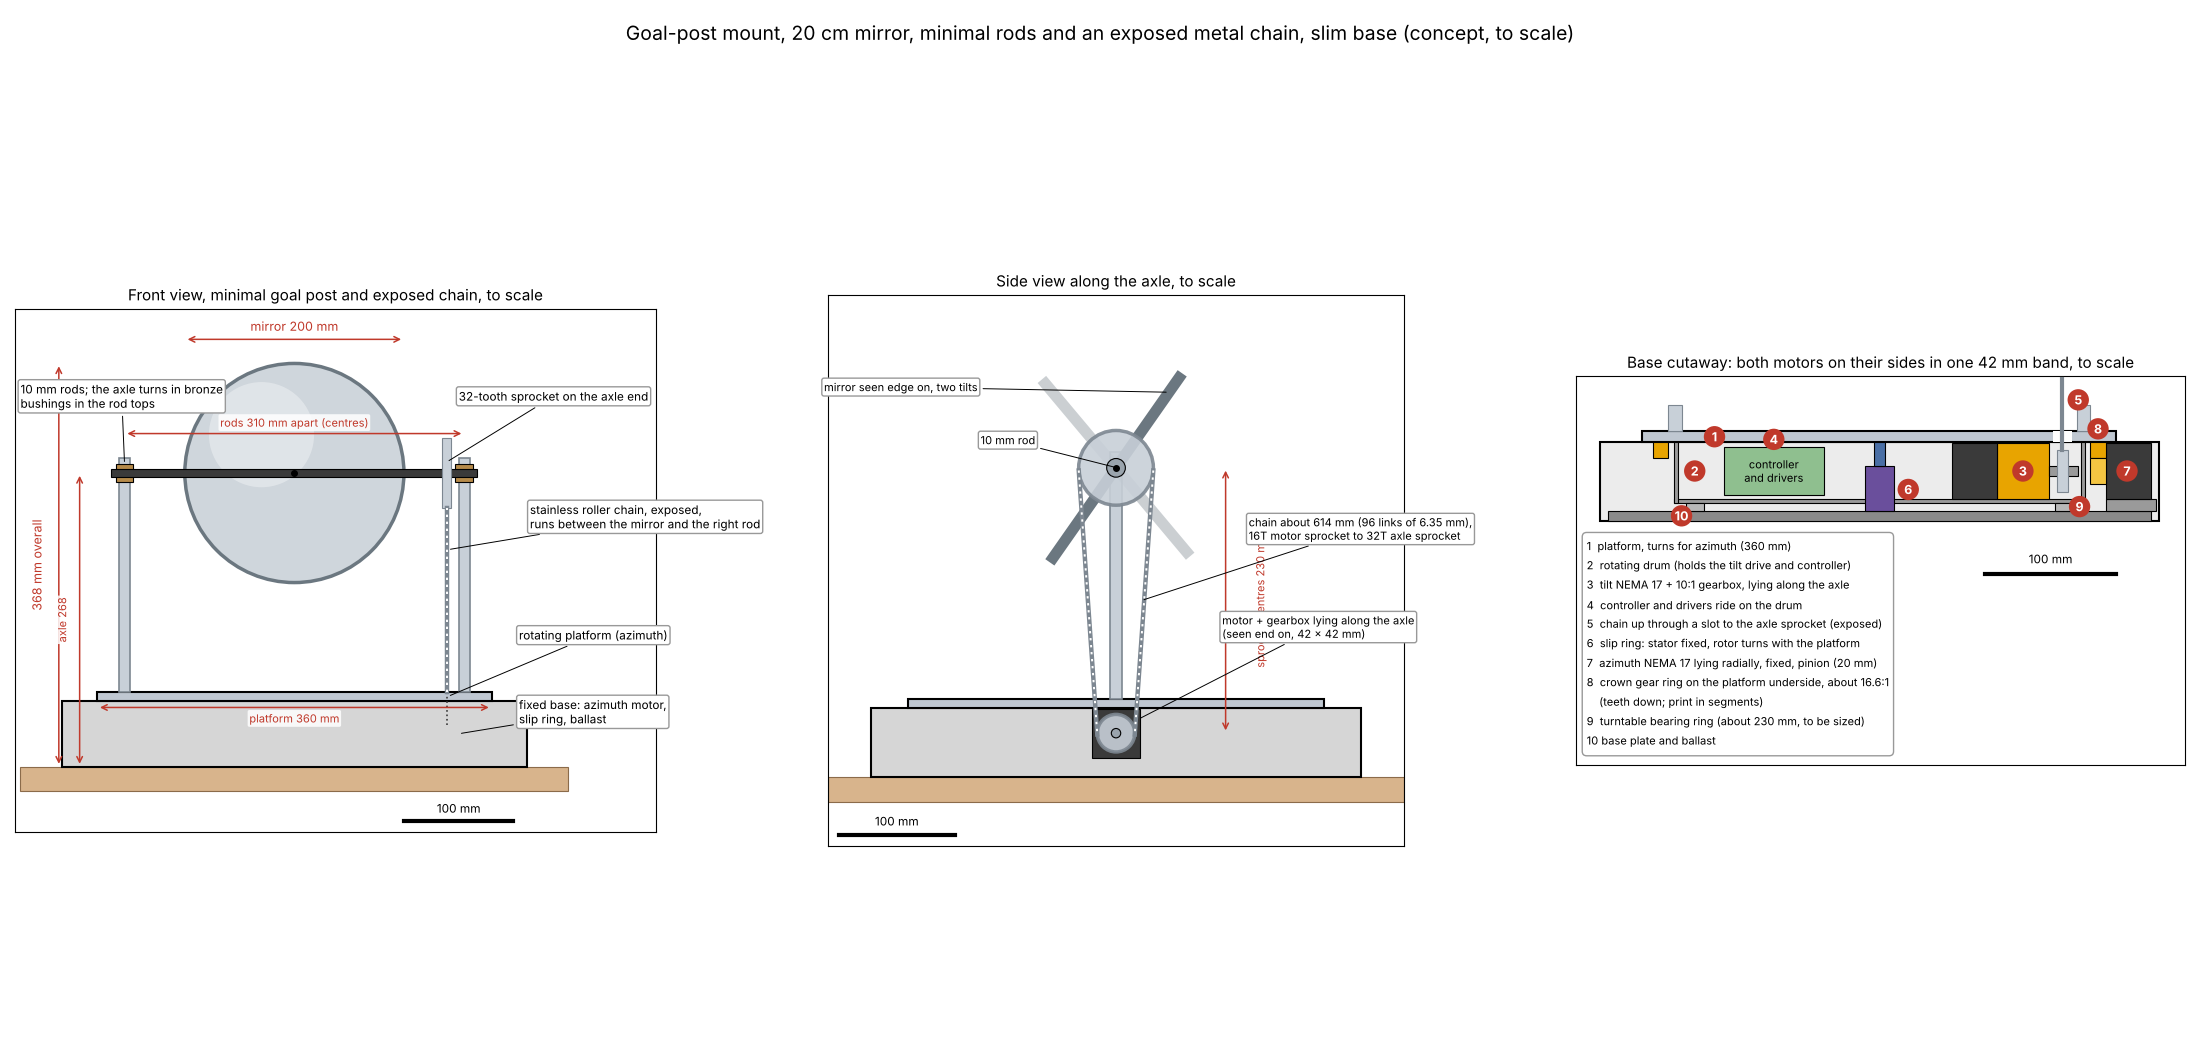 Goal-post mount, 20 cm mirror, minimal rods and an exposed metal chain, slim base (concept, to scale)
Front view, minimal goal post and exposed chain, to scale
mirror 200 mm
10 mm rods; the axle turns in bronze
bushings in the rod tops
32-tooth sprocket on the axle end
rods 310 mm apart (centres)
stainless roller chain, exposed,
runs between the mirror and the right rod
368 mm overall
axle 268
rotating platform (azimuth)
fixed base: azimuth motor,
slip ring, ballast
platform 360 mm
100 mm
Side view along the axle, to scale
mirror seen edge on, two tilts
10 mm rod
chain about 614 mm (96 links of 6.35 mm),
16T motor sprocket to 32T axle sprocket
entres 230
motor + gearbox lying along the axle
(seen end on, 42 × 42 mm)
spro
100 mm
Base cutaway: both motors on their sides in one 42 mm band, to scale
5
1
4
8
controller
and drivers
2
3
7
6
9
10
100 mm
1 platform, turns for azimuth (360 mm)
2 rotating drum (holds the tilt drive and controller)
3 tilt NEMA 17 + 10:1 gearbox, lying along the axle
4 controller and drivers ride on the drum
5 chain up through a slot to the axle sprocket (exposed)
6 slip ring: stator fixed, rotor turns with the platform
7 azimuth NEMA 17 lying radially, fixed, pinion (20 mm)
8 crown gear ring on the platform underside, about 16.6:1
(teeth down; print in segments)
9 turntable bearing ring (about 230 mm, to be sized)
10 base plate and ballast